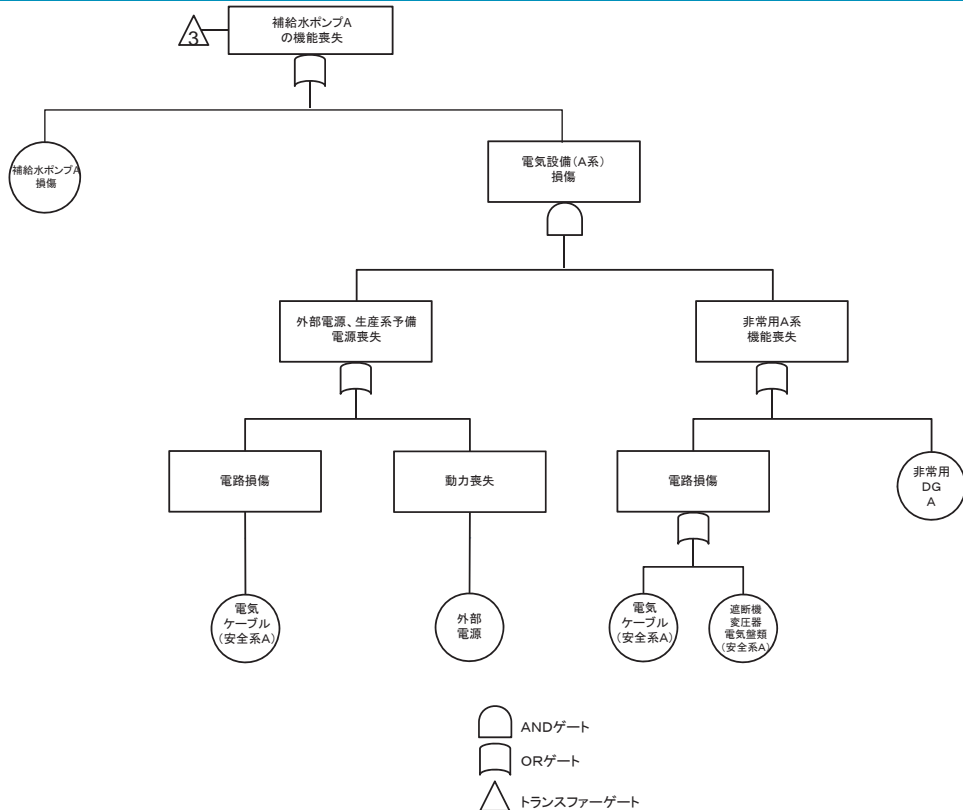 3
補給水ポンプA
の機能喪失
補給水ポンプA
損傷
電気設備(A系)
損傷
外部電源、生産系予備
電源喪失
非常用A系
機能喪失
電路損傷
動力喪失
電路損傷
非常用
DG
A
電気
ケーブル
(安全系A)
外部
電源
電気
ケーブル
(安全系A)
遮断機
変圧器
電気盤類
(安全系A)
ANDゲート
ORゲート
トランスファーゲート